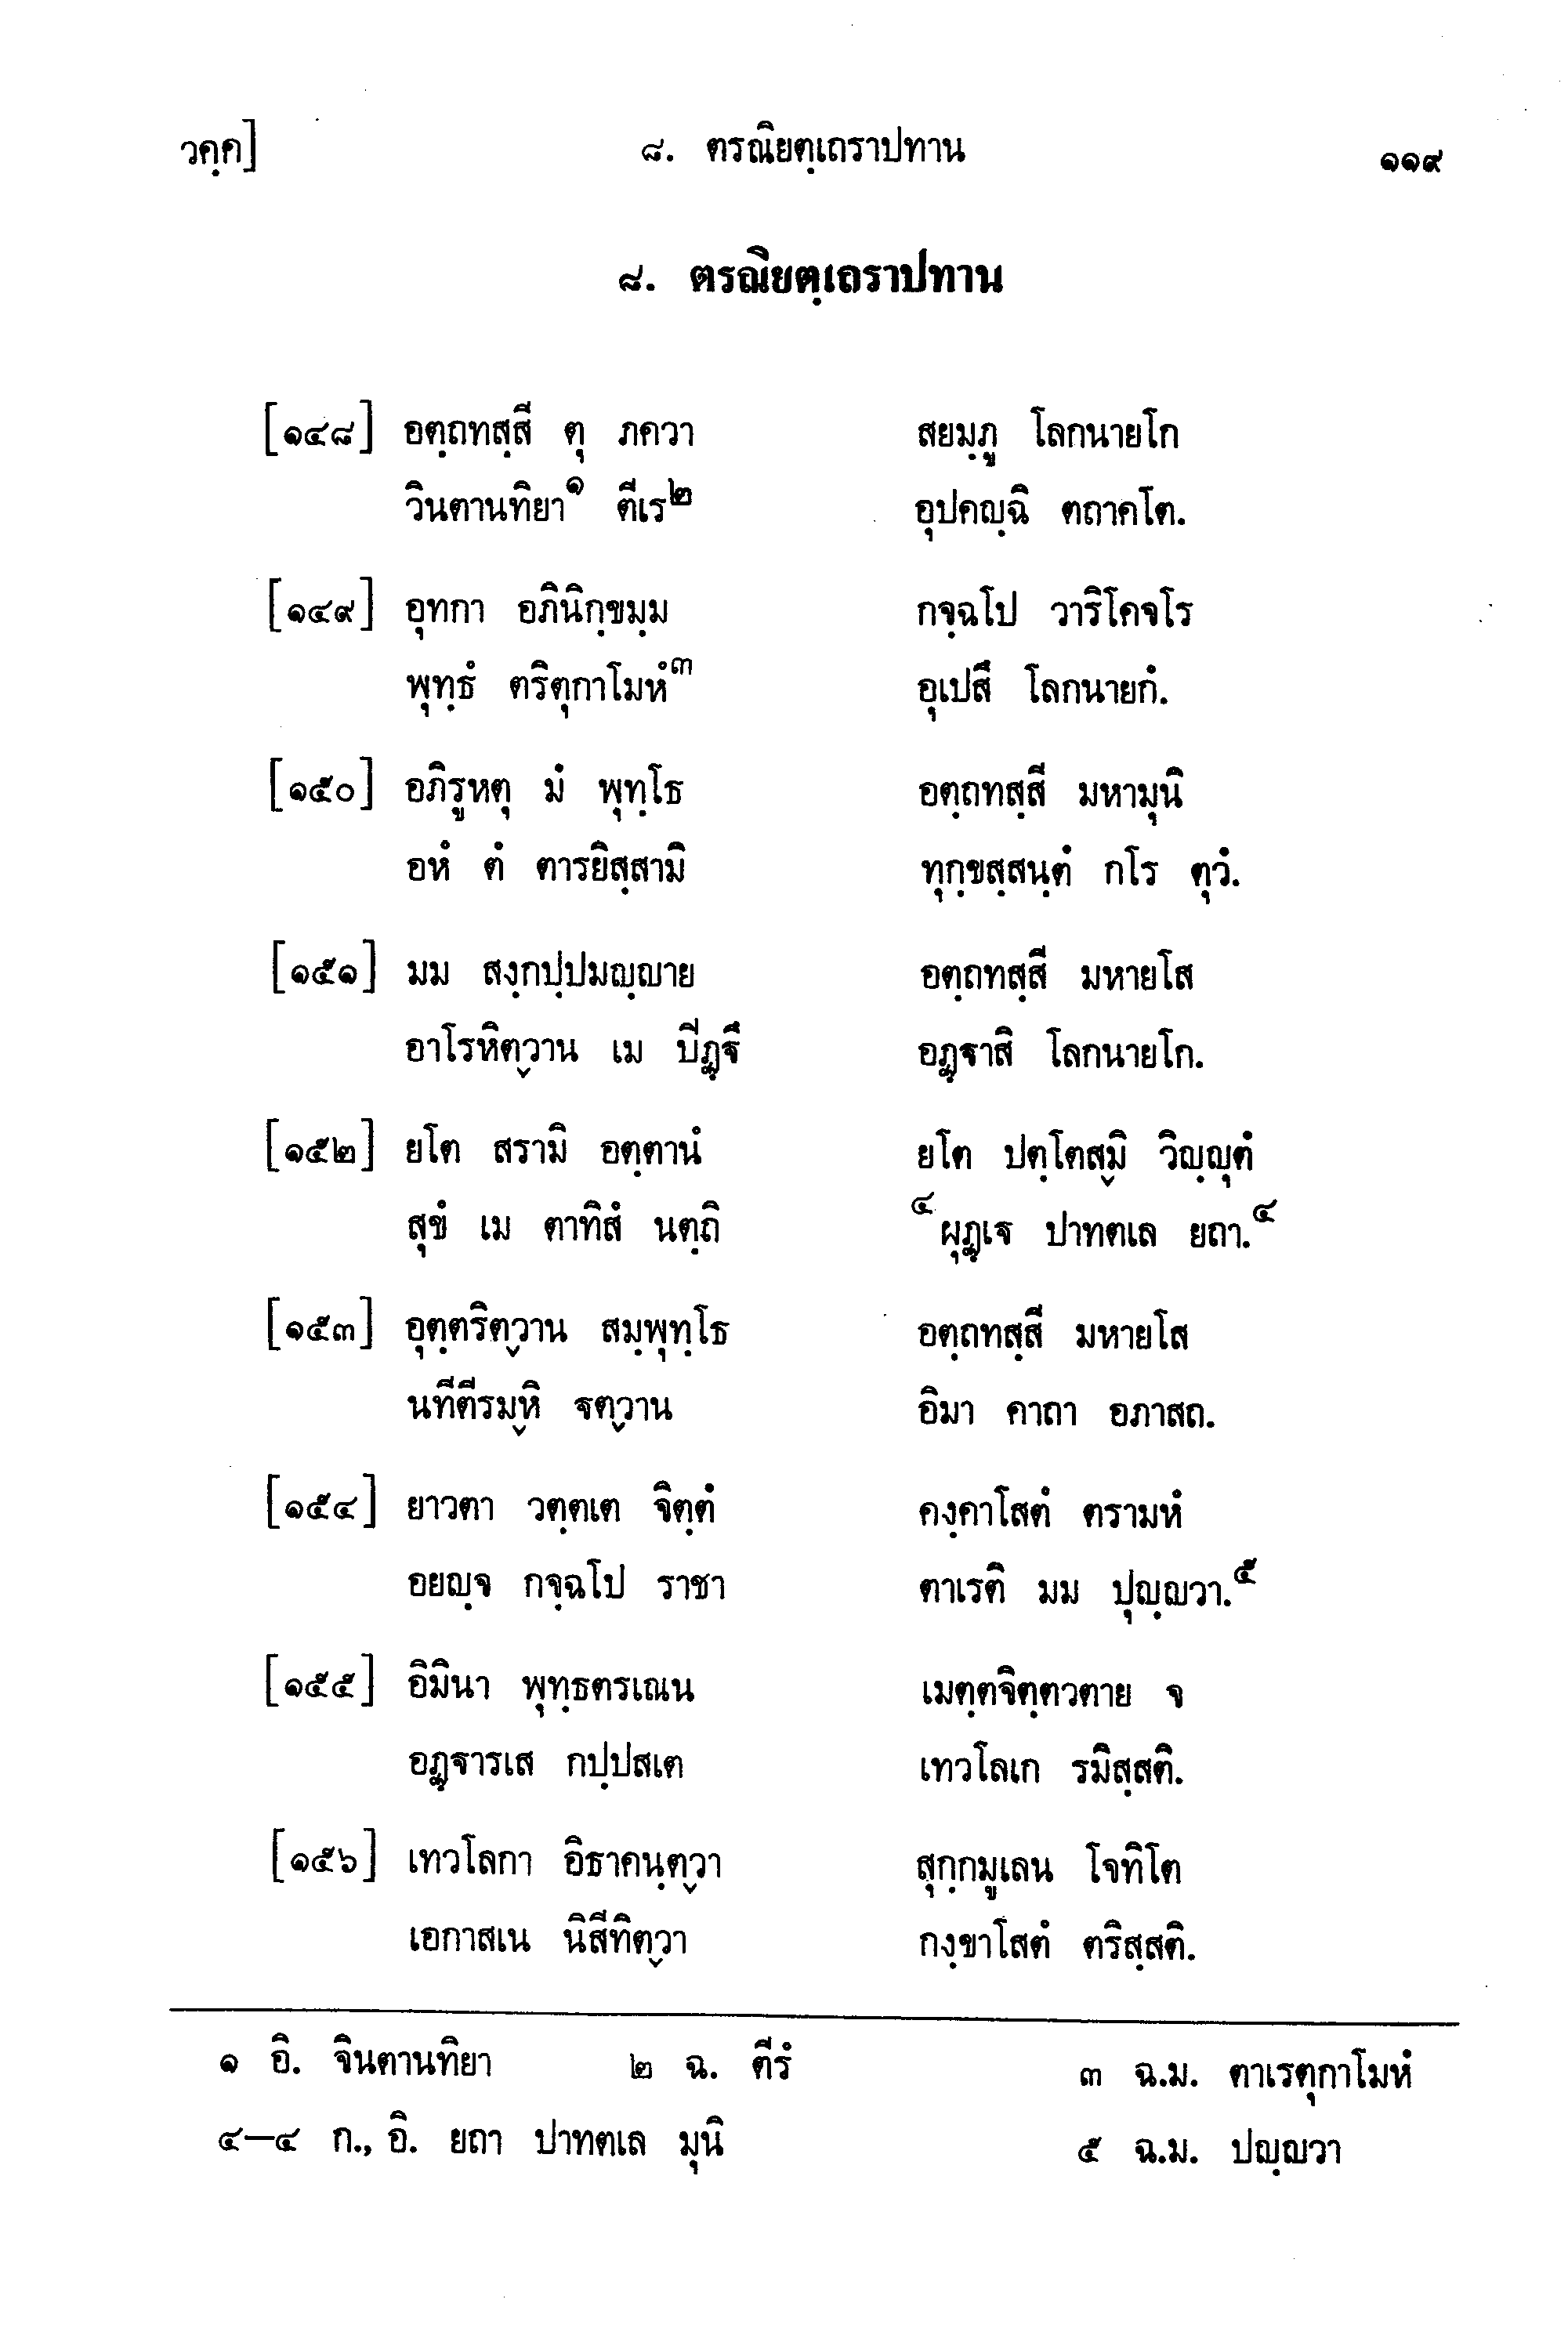 วคฺค] ๘. ตรณิยตฺเถราปทาน ๑๑๙
๘. ตรณิยตฺเถราปทาน
[๑๔๘] อตฺถทสฺสี ตุ ภควา สยมฺภู โลกนายโก
วินตานทิยา๑ ตีเร๒ อุปคญฺฉิ ตถาคโต.
[๑๔๙] อุทกา อภินิกฺขมฺม กจฺฉโป วาริโคจโร
พุทฺธํ ตริตุกาโมหํ๓ อุเปสึ โลกนายกํ.
[๑๕๐] อภิรูหตุ มํ พุทฺโธ อตฺถทสฺสี มหามุนิ
อหํ ตํ ตารยิสฺสามิ ทุกฺขสฺสนฺตํ กโร ตุวํ.
[๑๕๑] มม สงฺกปฺปมญฺญาย อตฺถทสฺสี มหายโส
อาโรหิตฺวาน เม ปีฏฺฐึ อฏฺฐาสิ โลกนายโก.
[๑๕๒] ยโต สรามิ อตฺตานํ ยโต ปตฺโตสฺมิ วิญฺญุตํ
สุขํ เม ตาทิสํ นตฺถิ ๔ผุฏฺเฐ ปาทตเล ยถา.๔
[๑๕๓] อุตฺตริตฺวาน สมฺพุทฺโธ อตฺถทสฺสี มหายโส
นทีตีรมฺหิ ฐตฺวาน อิมา คาถา อภาสถ.
[๑๕๔] ยาวตา วตฺตเต จิตฺตํ คงฺคาโสตํ ตรามหํ
อยญฺจ กจฺฉโป ราชา ตาเรติ มม ปุญฺญวา.๕
[๑๕๕] อิมินา พุทฺธตรเณน เมตฺตจิตฺตวตาย จ
อฏฺฐารเส กปฺปสเต เทวโลเก รมิสฺสติ.
[๑๕๖] เทวโลกา อิธาคนฺตฺวา สุกฺกมูเลน โจทิโต
เอกาสเน นิสีทิตฺวา กงฺขาโสตํ ตริสฺสติ.
๑ อิ. จินตานทิยา ๒ ฉ. ตีรํ ๓ ฉ.ม. ตาเรตุกาโมหํ
๔–๔ ก., อิ. ยถา ปาทตเล มุนิ ๕ ฉ.ม. ปญฺญวา